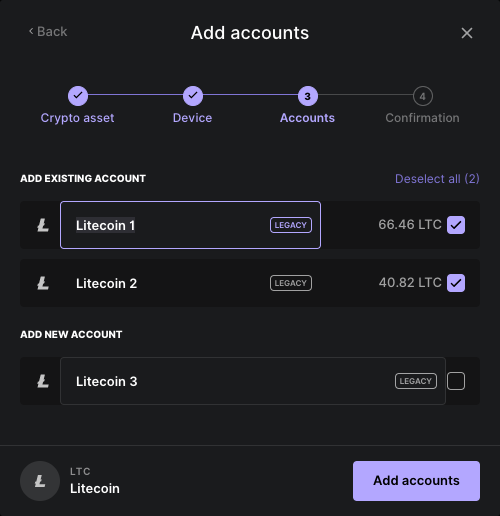 Back
Add accounts
3
4
Crypto asset
Device
Accounts
Confirmation
ADD EXISTING ACCOUNT
Deselect all (2)
Litecoin 1 LEGACY 66.46 LTC
Litecoin 2 LEGACY 40.82 LTC
ADD NEW ACCOUNT
Litecoin 3 LEGACY
LTC
Litecoin
Add accounts